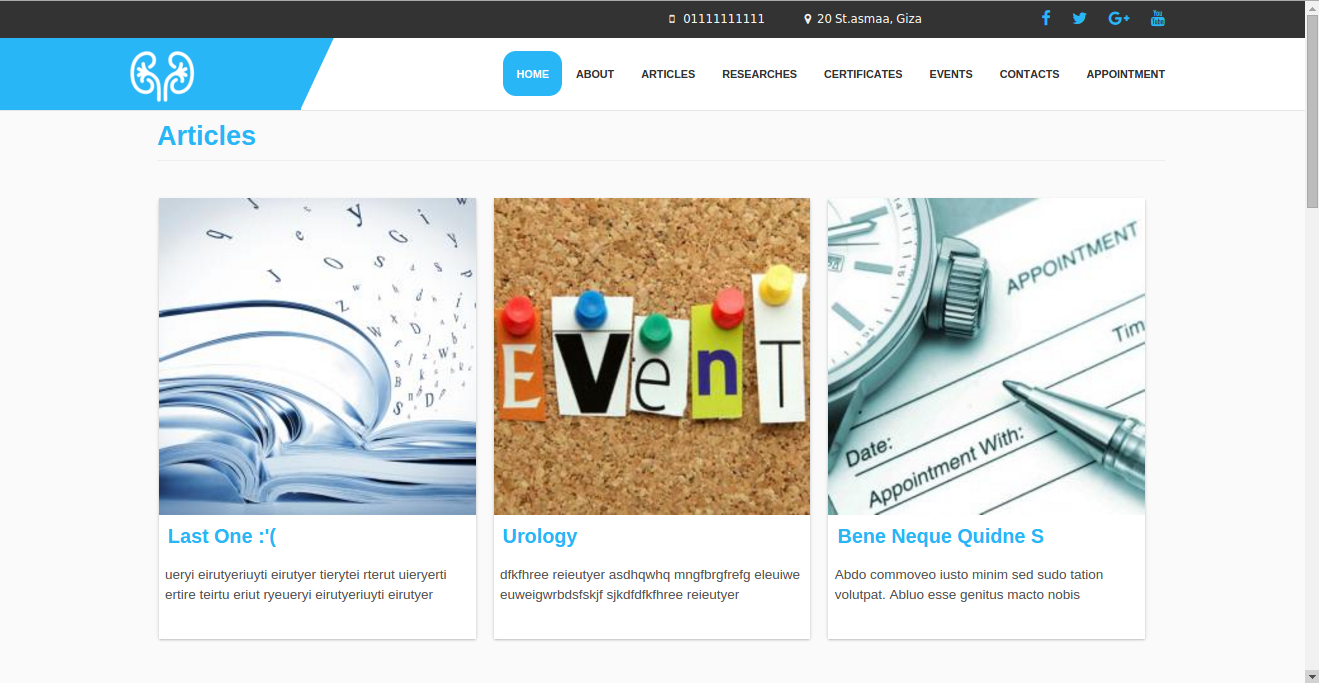 01111111111 20 St.asmaa, Giza You Tube
HOME ABOUT ARTICLES RESEARCHES CERTIFICATES EVENTS CONTACTS APPOINTMENT
Articles
EVenT
APPOINTMENT
Tim
Date:
Appointment With:
Last One :'(
ueryi eirutyeriuyti eirutyer tierytei rterut uieryerti
ertire teirtu eriut ryeueryi eirutyeriuyti eirutyer
Urology
dfkfhree reieutyer asdhqwhq mngfbrgfrefg eleuiwe
euweigwrbdsfskjf sjkdfdfkfhree reieutyer
Bene Neque Quidne S
Abdo commoveo iusto minim sed sudo tation
volutpat. Abluo esse genitus macto nobis